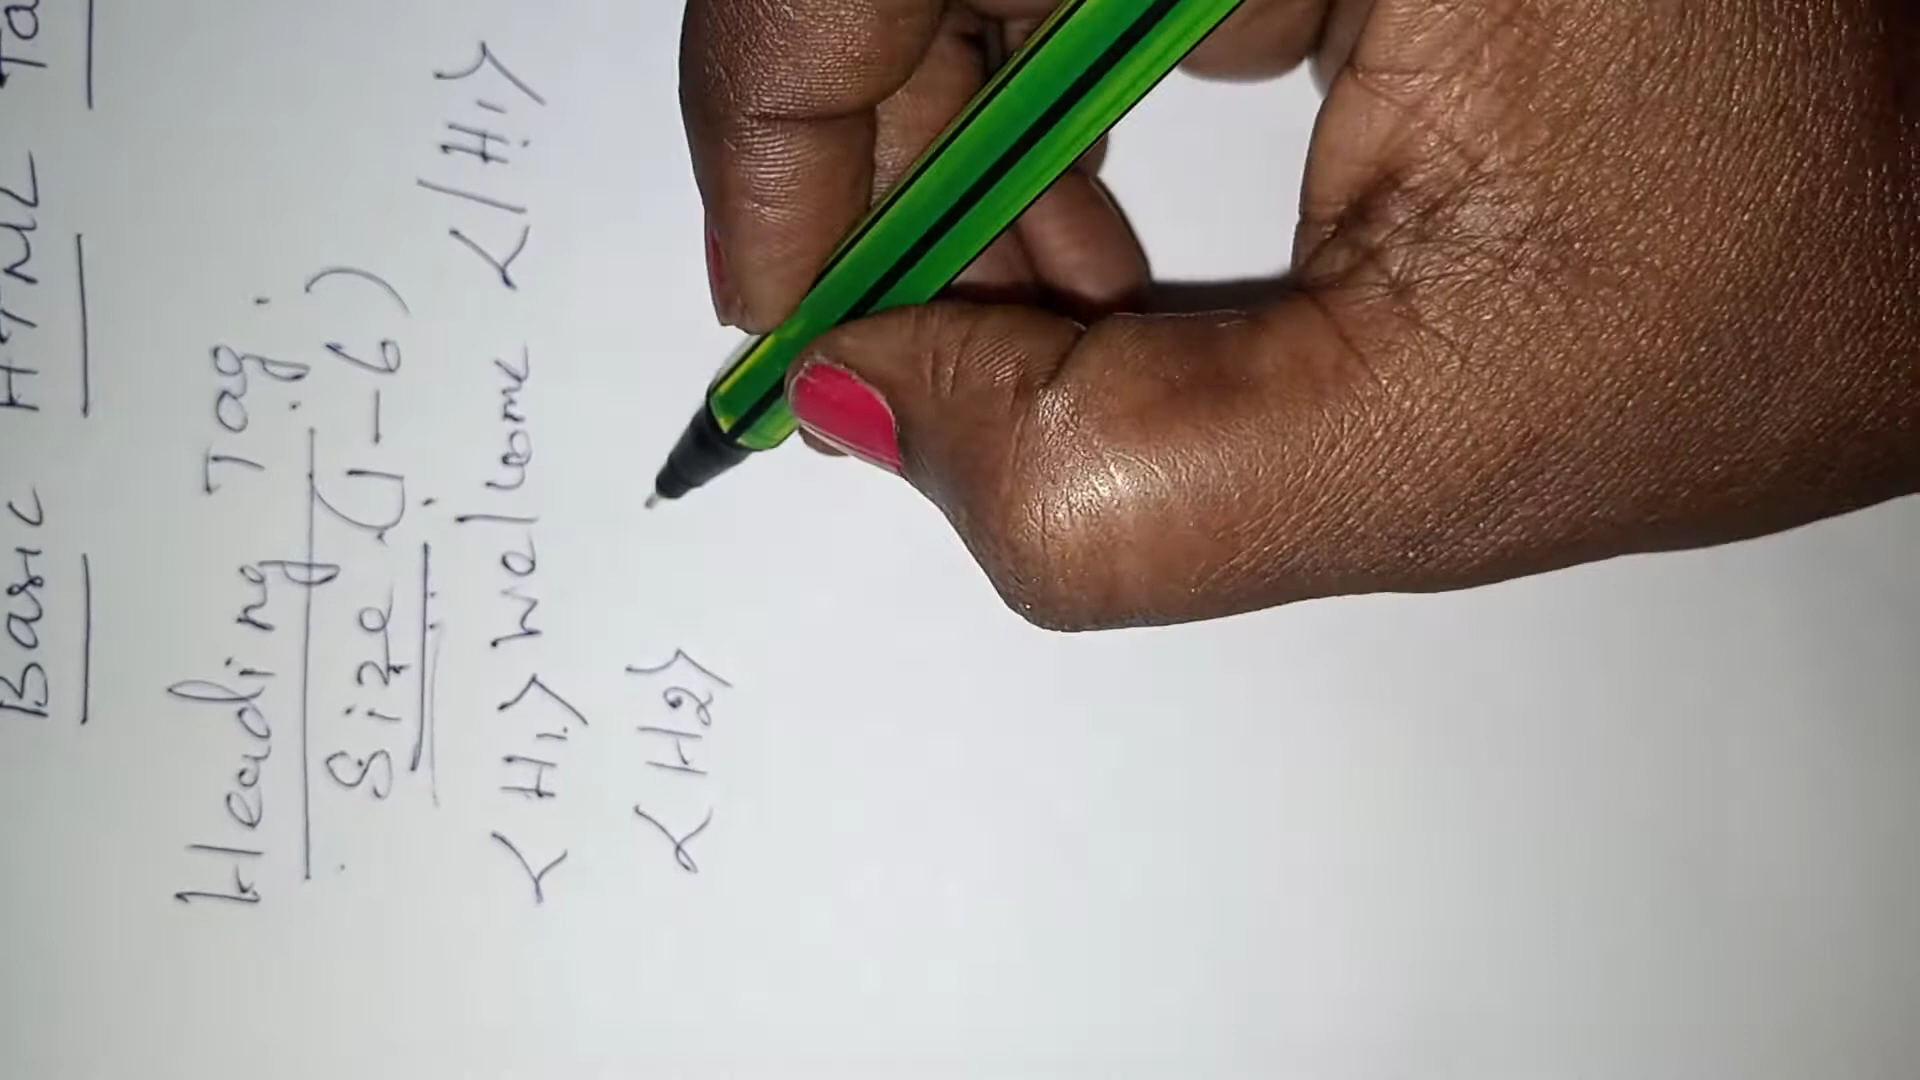 Basic HTML Ta
Heading Tag.
Size (1-6)
<H1> Welcome </H1>
<H2>